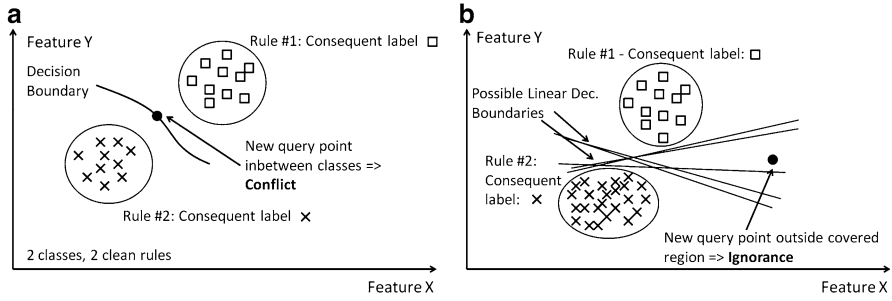 a
Feature Y
Rule #1: Consequent label
Decision
Boundary
New query point
inbetween classes =>
Conflict
Rule #2: Consequent label
2 classes, 2 clean rules
Feature X
b
Feature Y
Rule #1 - Consequent label:
Possible Linear Dec.
Boundaries
Rule #2:
Consequent
label:
New query point outside covered
region => Ignorance
Feature X